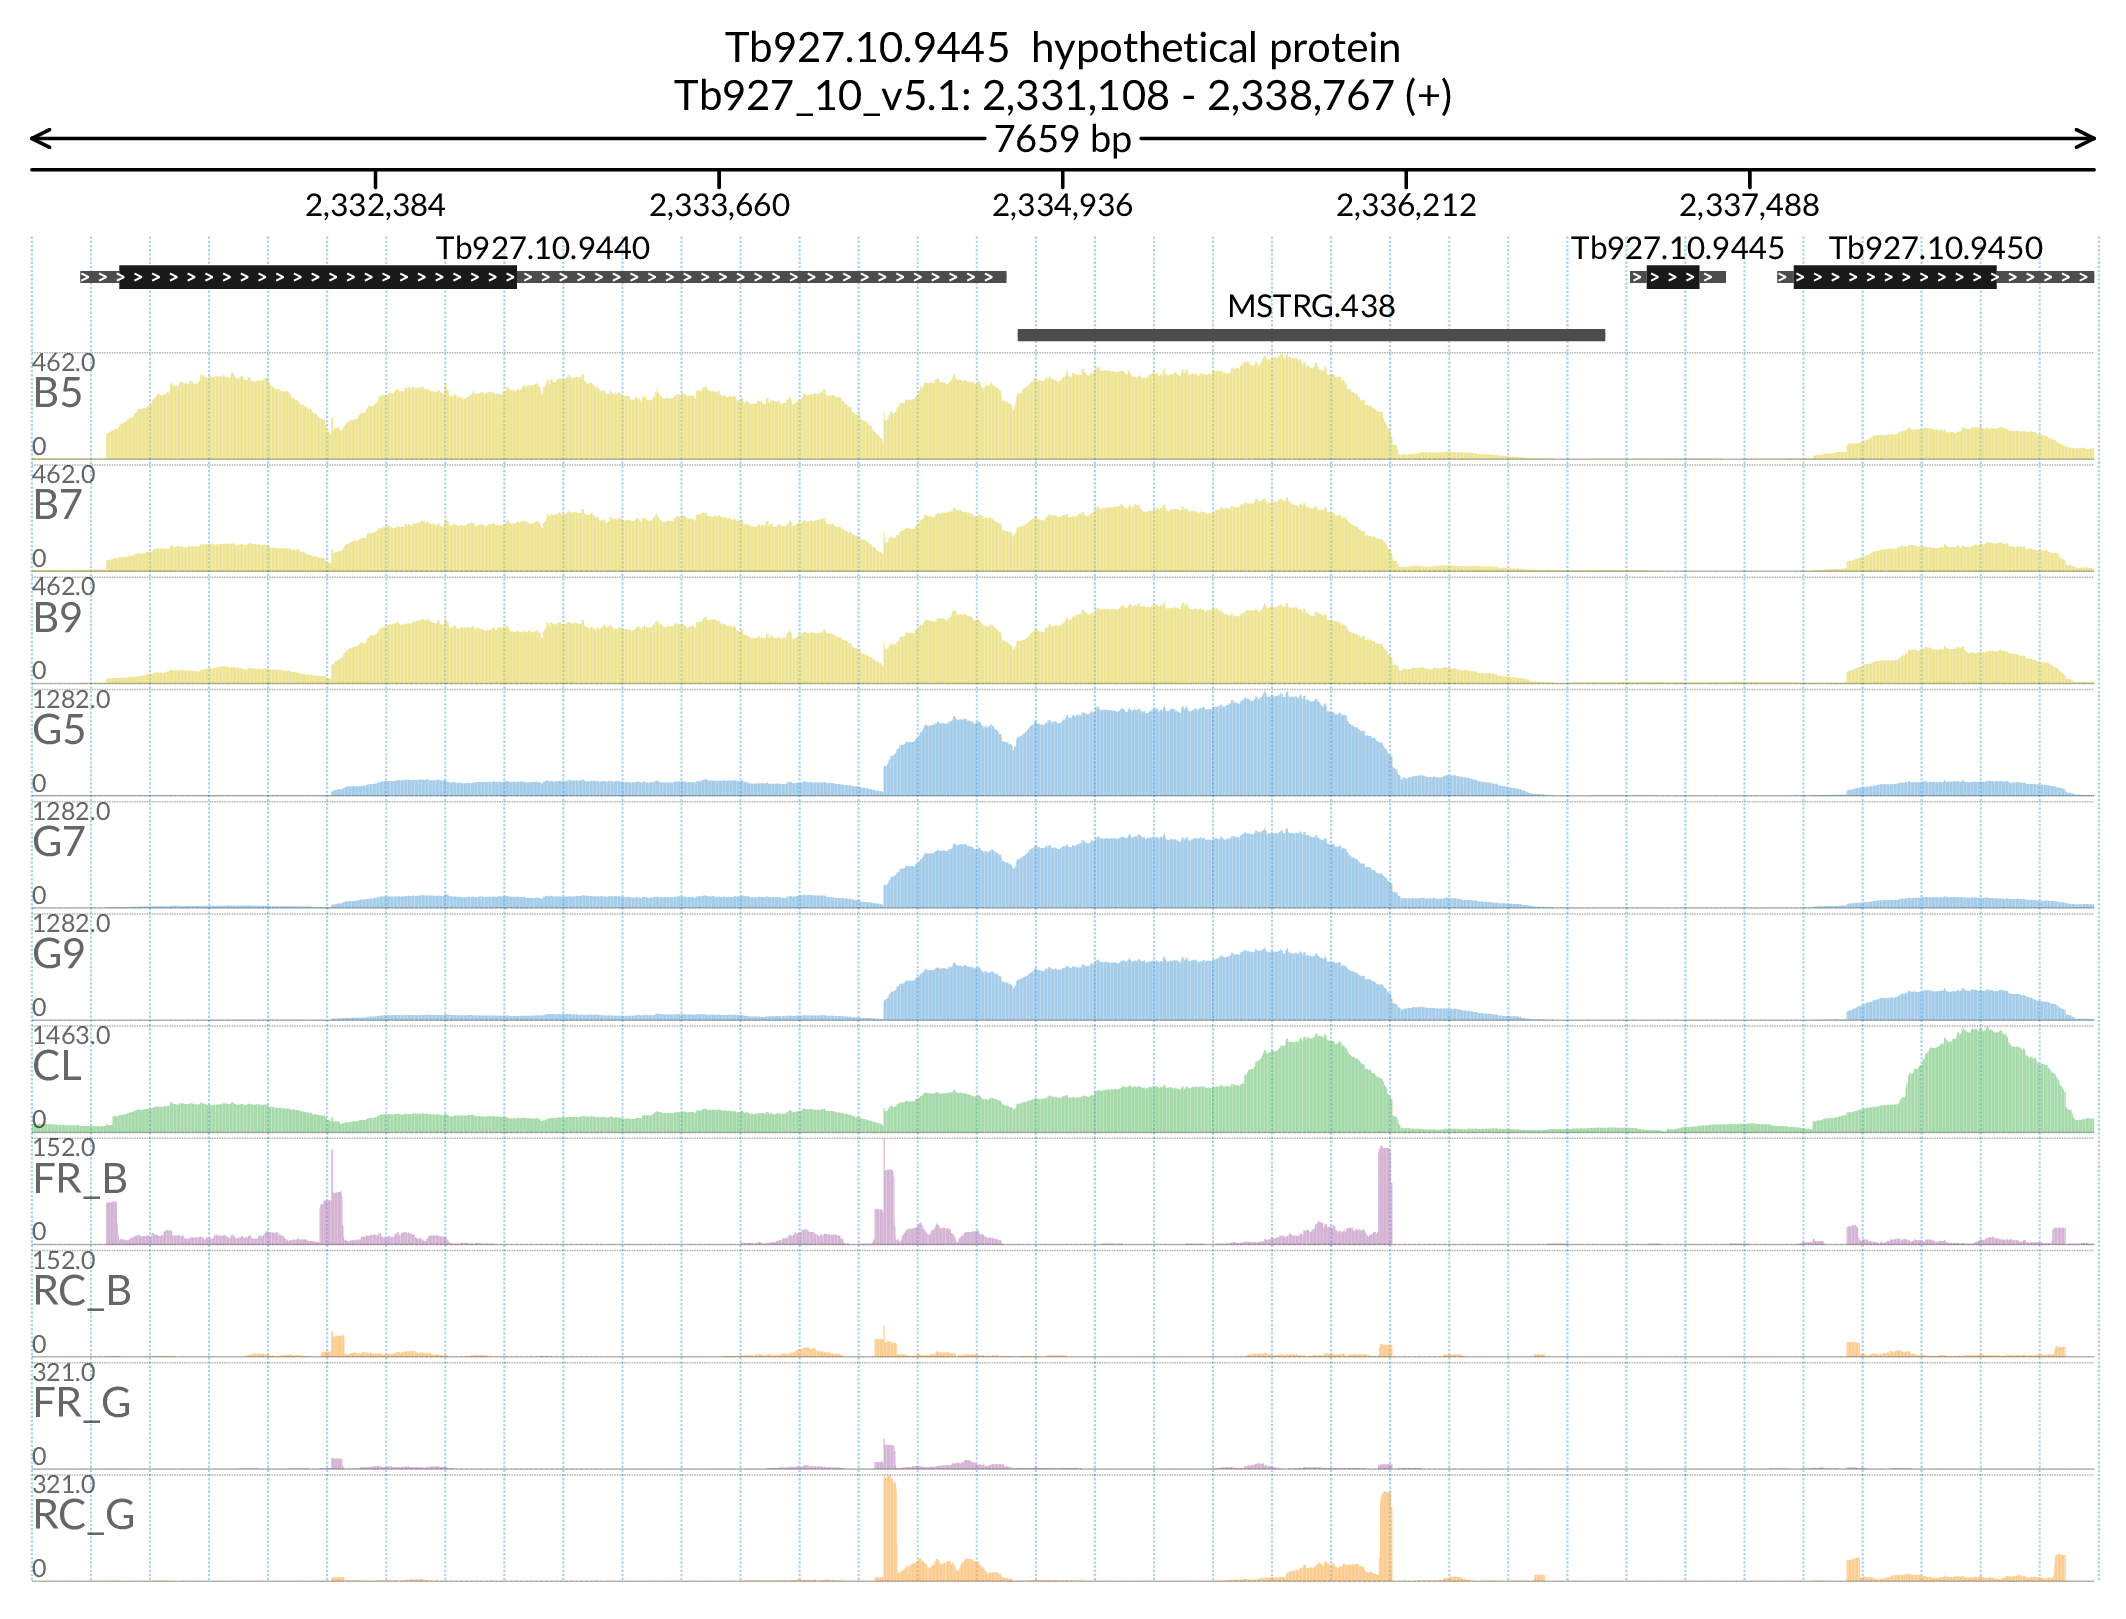 Tb927.10.9445 hypothetical protein
Tb927_10_v5.1: 2,331,108 - 2,338,767 (+)
7659 bp
2,332,384 2,333,660 2,334,936 2,336,212 2,337,488
Tb927.10.9440 Tb927.10.9445 Tb927.10.9450
MSTRG.438
462.0
B5
0
462.0
B7
0
462.0
B9
0
1282.0
G5
0
1282.0
G7
0
1282.0
G9
0
1463.0
CL
0
152.0
FR_B
0
152.0
RC_B
0
321.0
FR_G
0
321.0
RC_G
0